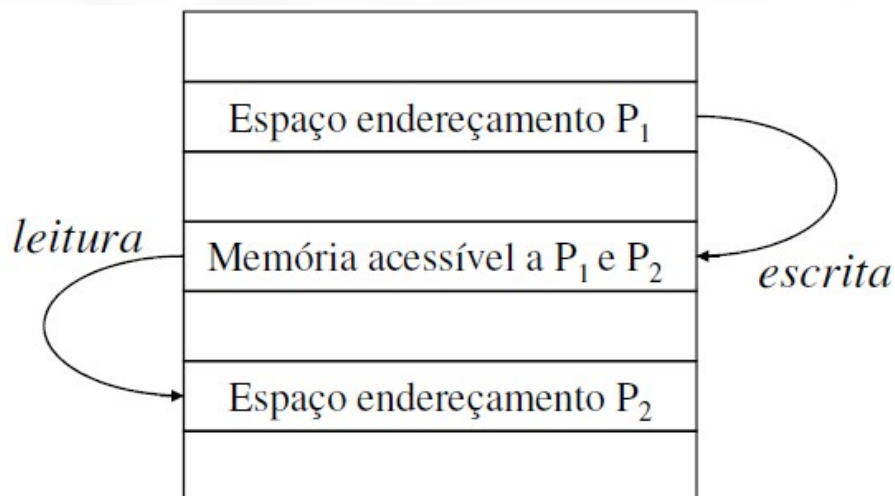 Espaço endereçamento P₁
leitura
Memória acessível a P₁ e P₂
escrita
Espaço endereçamento P₂